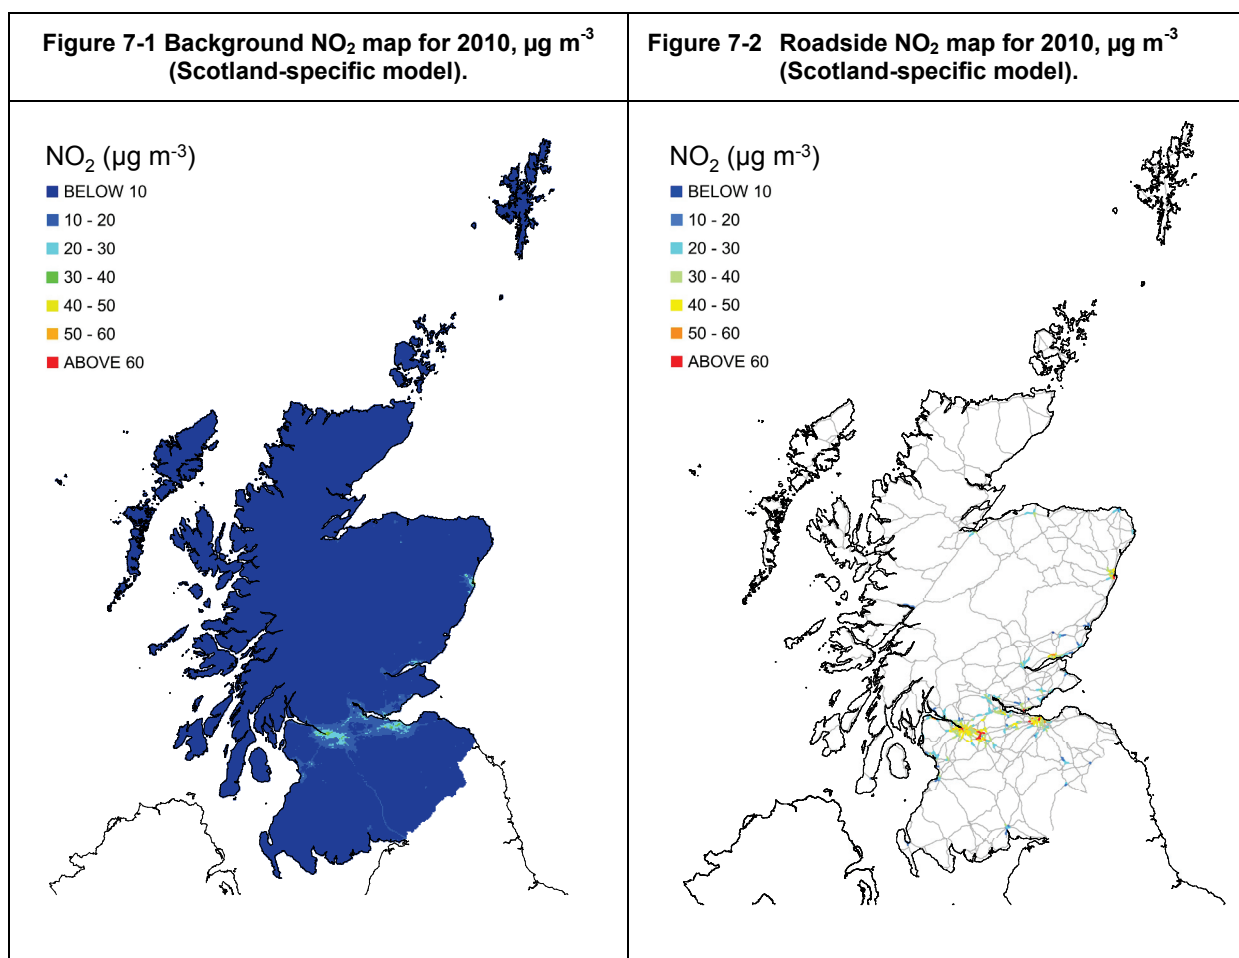 Figure 7-1 Background NO₂ map for 2010, µg m⁻³
(Scotland-specific model).
Figure 7-2 Roadside NO₂ map for 2010, µg m⁻³
(Scotland-specific model).
NO₂ (µg m⁻³)
BELOW 10
10 - 20
20 - 30
30 - 40
40 - 50
50 - 60
ABOVE 60
NO₂ (µg m⁻³)
BELOW 10
10 - 20
20 - 30
30 - 40
40 - 50
50 - 60
ABOVE 60